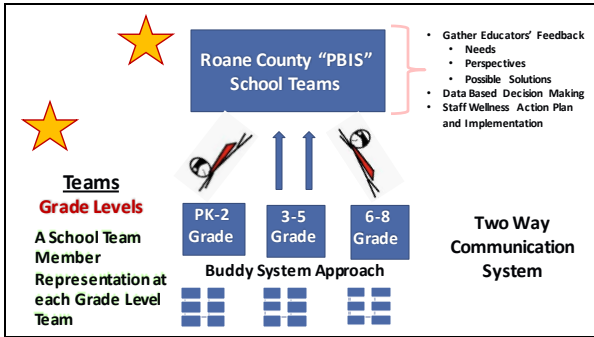 Roane County “PBIS”
School Teams
• Gather Educators’ Feedback
• Needs
• Perspectives
• Possible Solutions
• Data Based Decision Making
• Staff Wellness Action Plan
and Implementation
Teams
Grade Levels
A School Team
Member
Representation at
each Grade Level
Team
PK-2
Grade
3-5
Grade
6-8
Grade
Buddy System Approach
Two Way
Communication
System